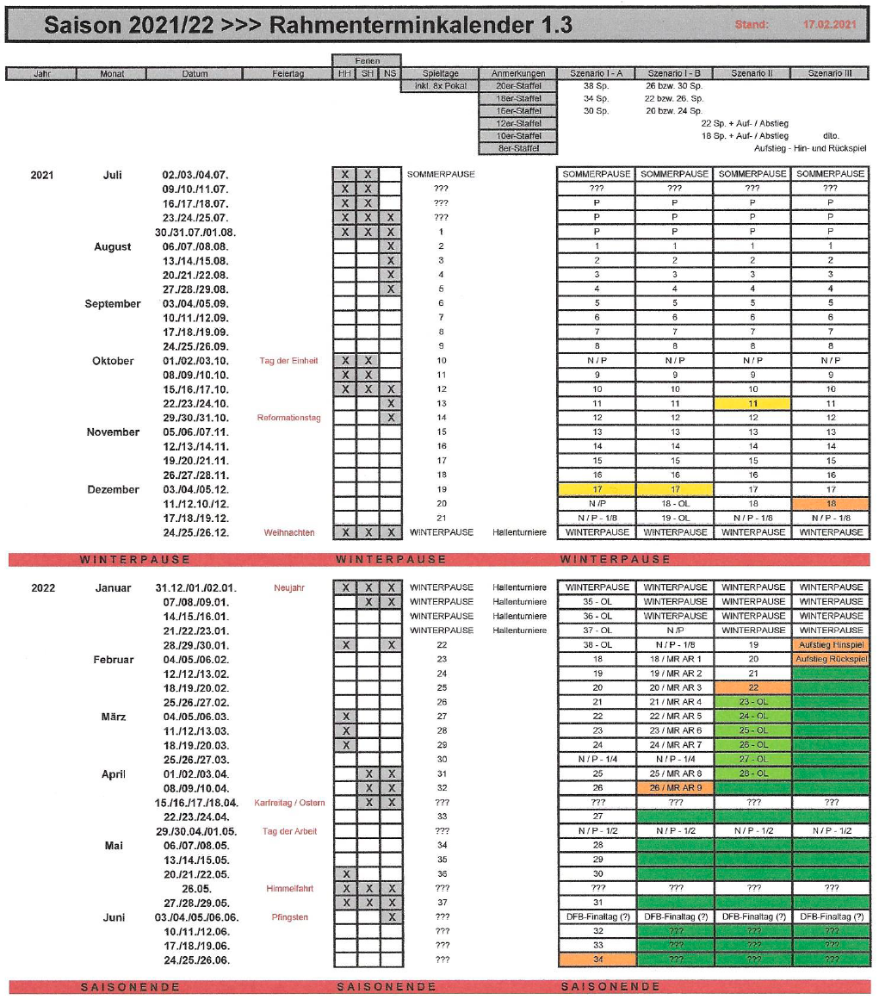 Saison 2021/22 >>> Rahmenterminkalender 1.3 Stand: 17.02.2021
Ferien
Jahr Monat Datum Feiertag HH SH NS Spieltage Anmerkungen Szenario I - A Szenario I - B Szenario II Szenario III
inkl. 8x Pokal 20er-Staffel 38 Sp. 26 bzw. 30 Sp.
18er-Staffel 34 Sp. 22 bzw. 26. Sp.
16er-Staffel 30 Sp. 20 bzw. 24 Sp.
12er-Staffel 22 Sp. + Auf- / Abstieg
10er-Staffel 18 Sp. + Auf- / Abstieg dito.
8er-Staffel Aufstieg - Hin- und Rückspiel
2021 Juli 02./03./04.07. X X SOMMERPAUSE SOMMERPAUSE SOMMERPAUSE SOMMERPAUSE SOMMERPAUSE
09./10./11.07. X X ??? ??? ??? ??? ???
16./17./18.07. X X ??? P P P P
23./24./25.07. X X X ??? P P P P
30./31.07./01.08. X X X 1 P P P P
August 06./07./08.08. X 2 1 1 1 1
13./14./15.08. X 3 2 2 2 2
20./21./22.08. X 4 3 3 3 3
27./28./29.08. X 5 4 4 4 4
September 03./04./05.09. 6 5 5 5 5
10./11./12.09. 7 6 6 6 6
17./18./19.09. 8 7 7 7 7
24./25./26.09. 9 8 8 8 8
Oktober 01./02./03.10. Tag der Einheit X X 10 N / P N / P N / P N / P
08./09./10.10. X X 11 9 9 9 9
15./16./17.10. X X X 12 10 10 10 10
22./23./24.10. X 13 11 11 11 11
29./30./31.10. Reformationstag X 14 12 12 12 12
November 05./06./07.11. 15 13 13 13 13
12./13./14.11. 16 14 14 14 14
19./20./21.11. 17 15 15 15 15
26./27./28.11. 18 16 16 16 16
Dezember 03./04./05.12. 19 17 17 17 17
11./12.10./12. 20 N /P 18 - OL 18 18
17./18./19.12. 21 N / P - 1/8 19 - OL N / P - 1/8 N / P - 1/8
24./25./26.12. Weihnachten X X X WINTERPAUSE Hallenturniere WINTERPAUSE WINTERPAUSE WINTERPAUSE WINTERPAUSE
WINTERPAUSE WINTERPAUSE WINTERPAUSE
2022 Januar 31.12./01./02.01. Neujahr X X X WINTERPAUSE Hallenturniere WINTERPAUSE WINTERPAUSE WINTERPAUSE WINTERPAUSE
07./08./09.01. X X WINTERPAUSE Hallenturniere 35 - OL WINTERPAUSE WINTERPAUSE WINTERPAUSE
14./15./16.01. WINTERPAUSE Hallenturniere 36 - OL WINTERPAUSE WINTERPAUSE WINTERPAUSE
21./22./23.01. WINTERPAUSE Hallenturniere 37 - OL N /P WINTERPAUSE WINTERPAUSE
28./29./30.01. X X 22 38 - OL N / P - 1/8 19 Aufstieg Hinspiel
Februar 04./05./06.02. 23 18 18 / MR AR 1 20 Aufstieg Rückspiel
12./12./13.02. 24 19 19 / MR AR 2 21
18./19./20.02. 25 20 20 / MR AR 3 22
25./26./27.02. 26 21 21 / MR AR 4 23 - OL
März 04./05./06.03. X 27 22 22 / MR AR 5 24 - OL
11./12./13.03. X 28 23 23 / MR AR 6 25 - OL
18./19./20.03. X 29 24 24 / MR AR 7 26 - OL
25./26./27.03. 30 N / P - 1/4 N / P - 1/4 27 - OL
April 01./02./03.04. X X 31 25 25 / MR AR 8 28 - OL
08./09./10.04. X X 32 26 26 / MR AR 9
15./16./17./18.04. Karfreitag / Ostern X X ??? ??? ??? ??? ???
22./23./24.04. 33 27
29./30.04./01.05. Tag der Arbeit ??? N / P - 1/2 N / P - 1/2 N / P - 1/2 N / P - 1/2
Mai 06./07./08.05. 34 28
13./14./15.05. 35 29
20./21./22.05. X 36 30
26.05. Himmelfahrt X X X ??? ??? ??? ??? ???
27./28./29.05. X X X 37 31
Juni 03./04./05./06.06. Pfingsten X ??? DFB-Finaltag (?) DFB-Finaltag (?) DFB-Finaltag (?) DFB-Finaltag (?)
10./11./12.06. ??? 32 ??? ??? ???
17./18./19.06. ??? 33 ??? ??? ???
24./25./26.06. ??? 34 ??? ??? ???
SAISONENDE SAISONENDE SAISONENDE